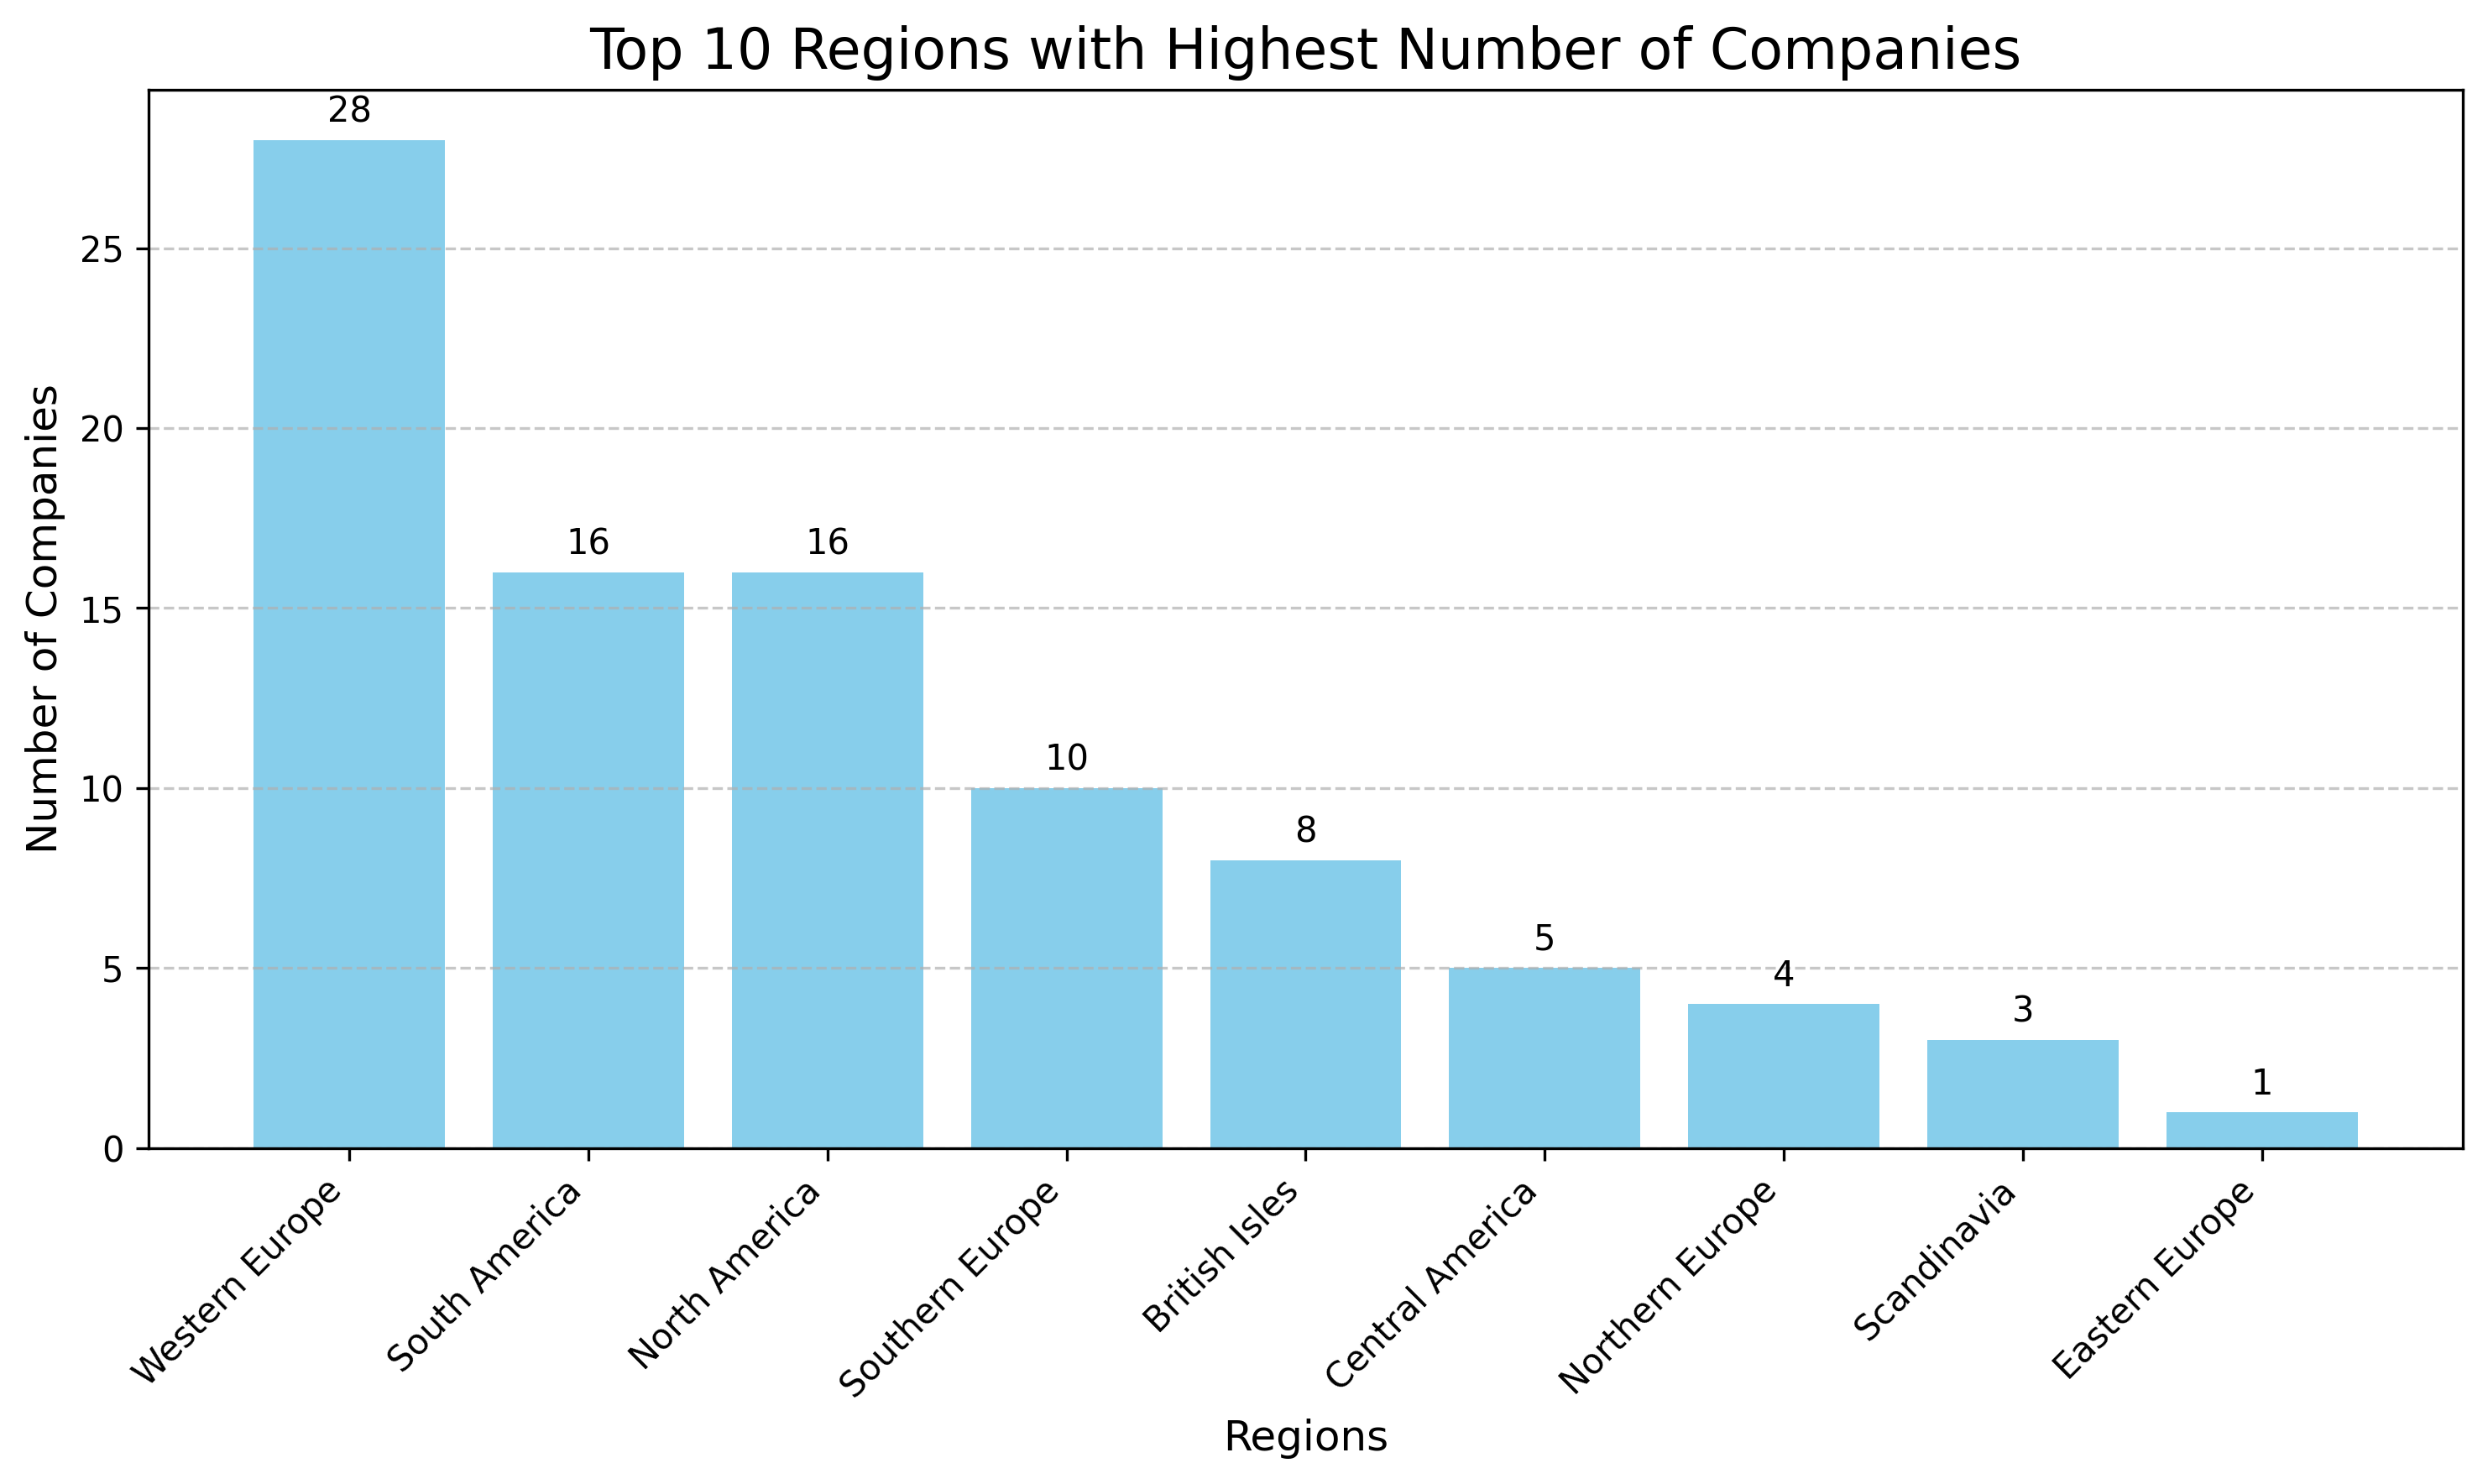 Top 10 Regions with Highest Number of Companies
Number of Companies
25
20
15
10
5
0
28
16
16
10
8
5
4
3
1
Western Europe
South America
North America
Southern Europe
British Isles
Central America
Northern Europe
Scandinavia
Eastern Europe
Regions